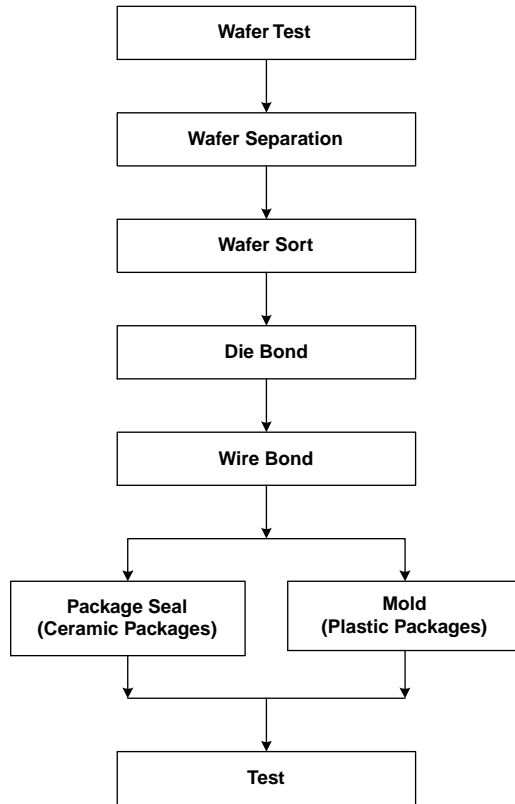 Wafer Test
Wafer Separation
Wafer Sort
Die Bond
Wire Bond
Package Seal
(Ceramic Packages)
Mold
(Plastic Packages)
Test